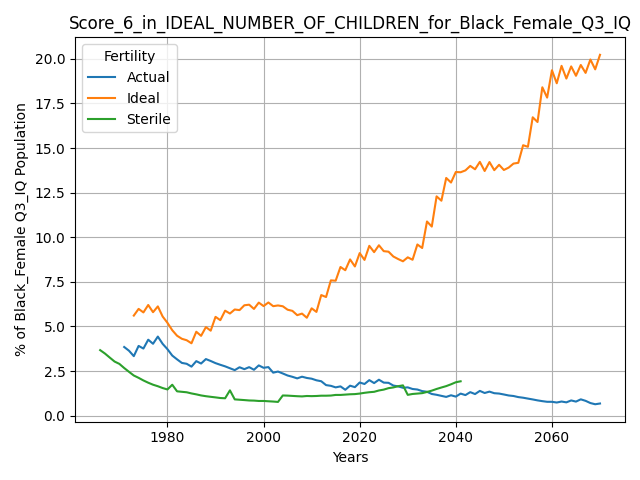 Score_6_in_IDEAL_NUMBER_OF_CHILDREN_for_Black_Female_Q3_IQ
Fertility
Actual
Ideal
Sterile
% of Black_Female Q3_IQ Population
20.0
17.5
15.0
12.5
10.0
7.5
5.0
2.5
0.0
1980
2000
2020
2040
2060
Years